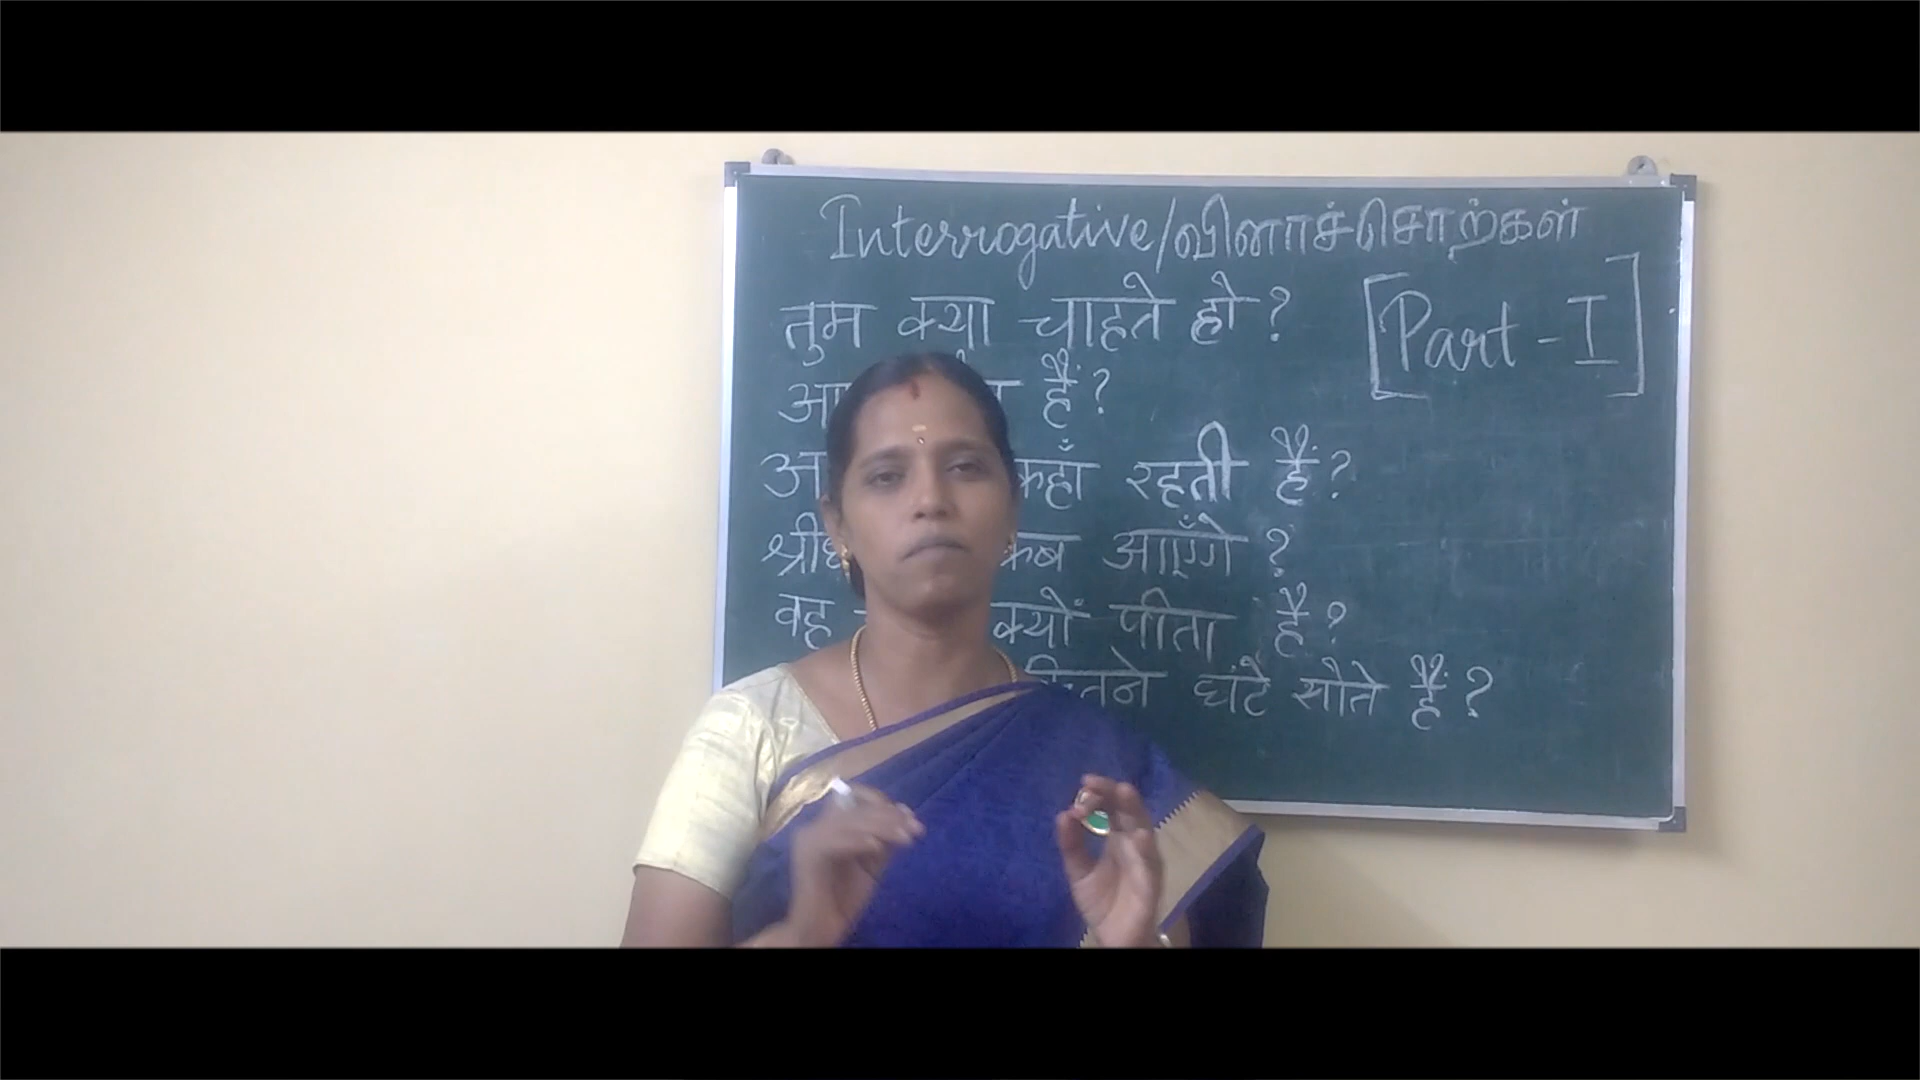 Interrogative/வினாச்சொற்கள்
तुम क्या चाहते हो?
[Part - I]
हैं?
कहाँ रहती हैं?
कब आएँगे ?
वह क्यों पीता है?
कितने घंटे सोते हैं?